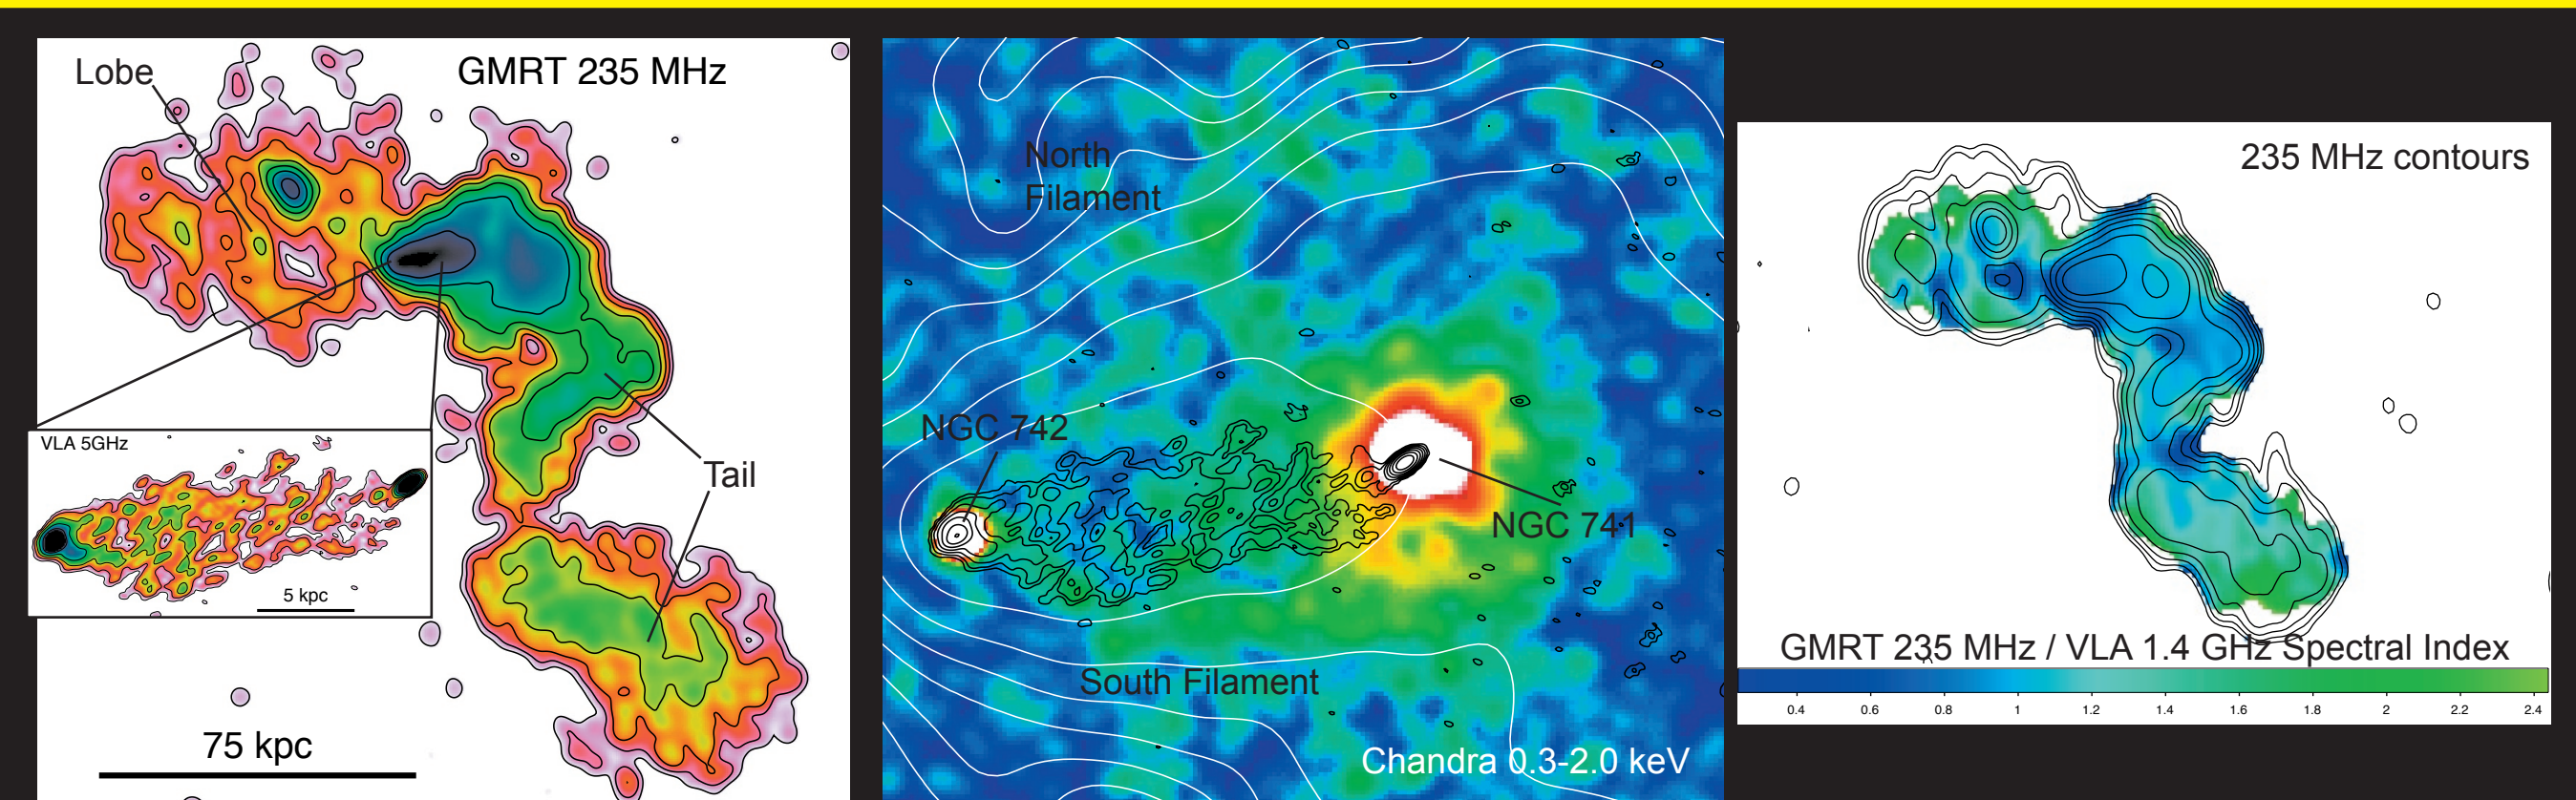 Lobe
GMRT 235 MHz
VLA 5GHz
5 kpc
Tail
75 kpc
North
Filament
NGC 742
NGC 741
South Filament
Chandra 0.3-2.0 keV
235 MHz contours
GMRT 235 MHz / VLA 1.4 GHz Spectral Index
0.4 0.6 0.8 1 1.2 1.4 1.6 1.8 2 2.2 2.4